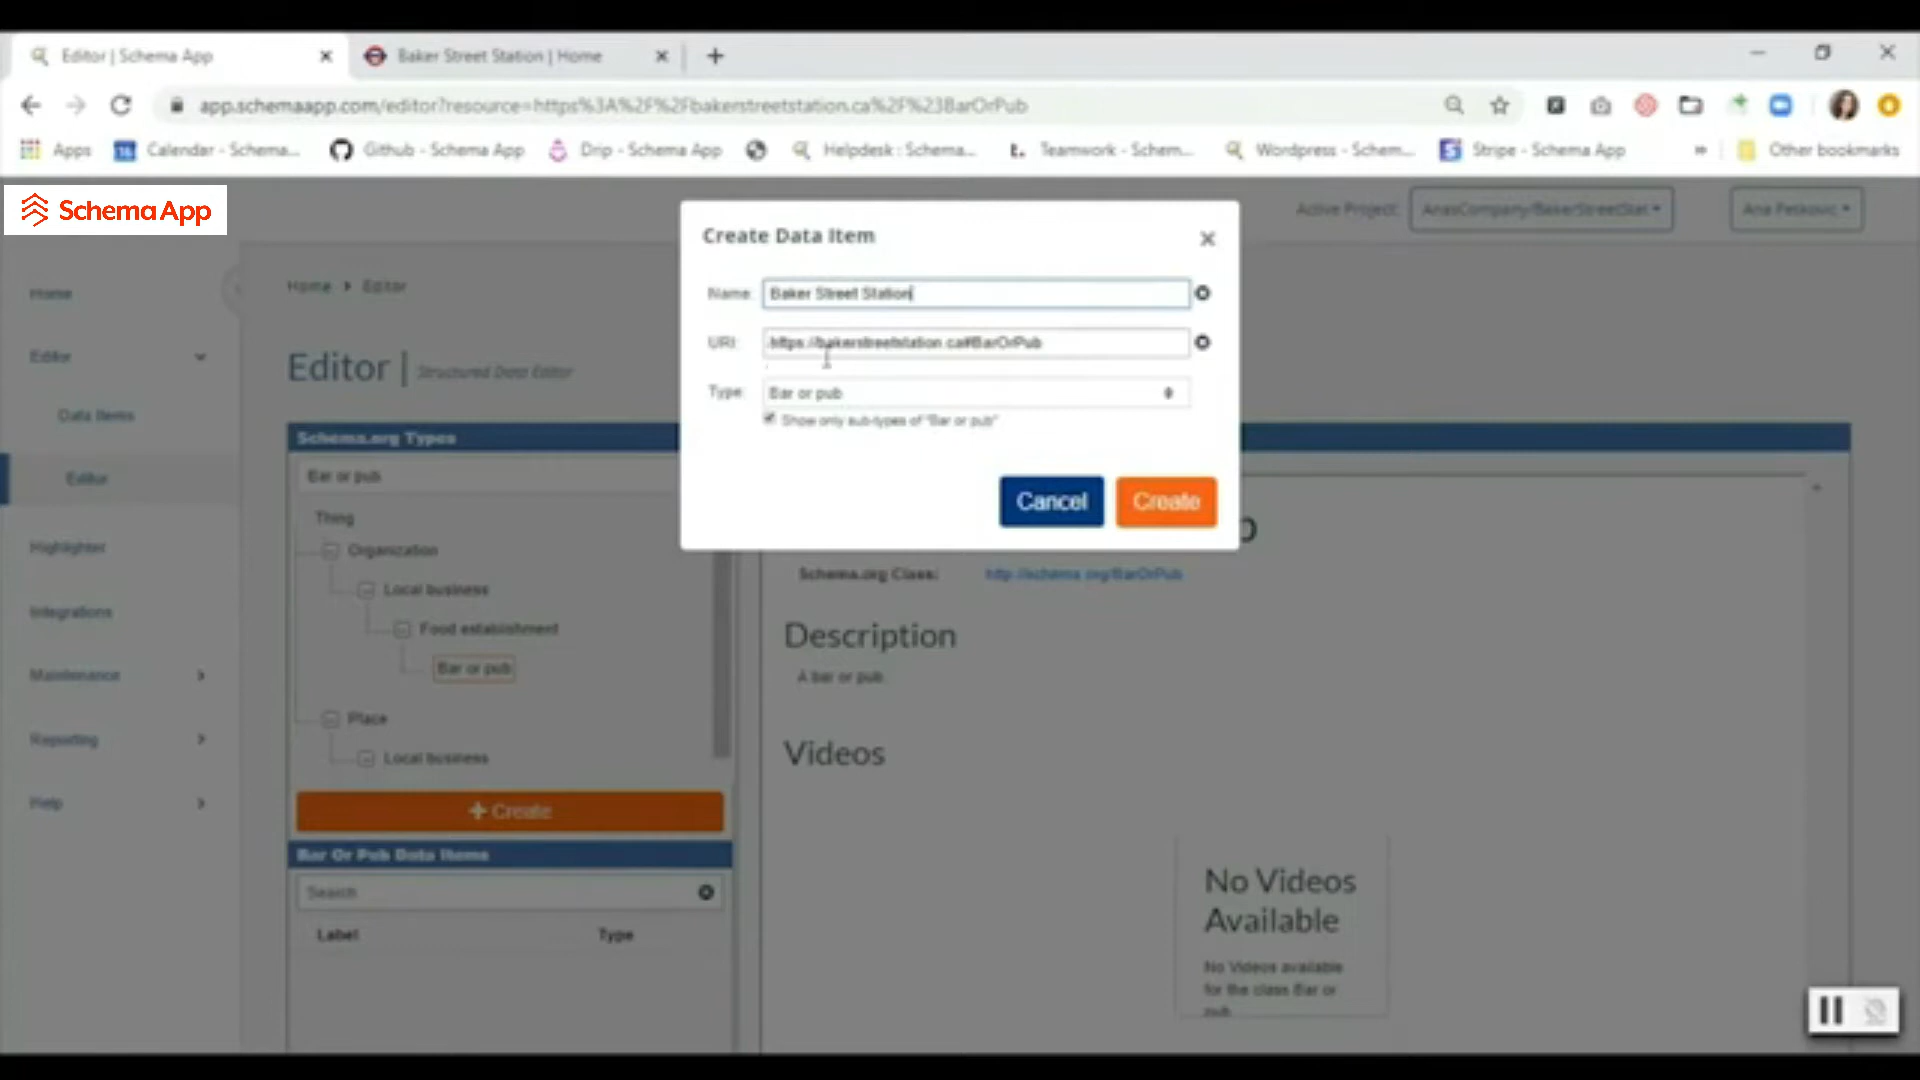 Editor | Schema App
Baker Street Station | Home
app.schemaapp.com/editor?resource=https%3A%2F%2Fbakerstreetstation.ca%2F%23BarOrPub
Apps
Calendar - Schema...
Github - Schema App
Drip - Schema App
Helpdesk : Schema...
Teamwork - Schem...
Wordpress - Schem...
Stripe - Schema App
Other bookmarks
Schema App
Active Project:
AnasCompany/BakerStreetStat
Ana Peskovic
Create Data Item
Name:
Baker Street Station
URI:
https://bakerstreetstation.ca#BarOrPub
Type:
Bar or pub
Show only sub-types of "Bar or pub"
Cancel
Create
Home
Editor
Data Items
Editor
Highlighter
Integrations
Maintenance
Reporting
Help
Home > Editor
Editor | Structured Data Editor
Schema.org Types
Bar or pub
Thing
Organization
Local business
Food establishment
Bar or pub
Place
Local business
+ Create
Bar Or Pub Data Items
Search
Label
Type
Schema.org Class:
http://schema.org/BarOrPub
Description
A bar or pub.
Videos
No Videos
Available
No Videos available
for the class Bar or
pub.